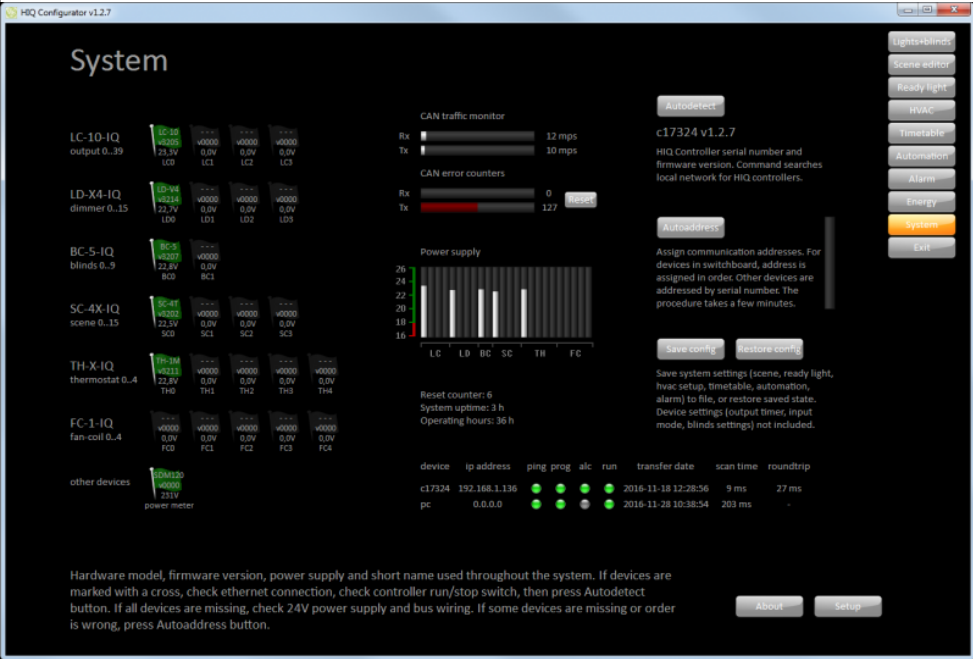 HIQ Configurator v1.2.7
System
Lights+blinds
Scene editor
Ready light
HVAC
Timetable
Automation
Alarm
Energy
System
Exit
LC-10-IQ
output 0..39
LC-10 --- --- ---
v9205 v0000 v0000 v0000
23,3V 0,0V 0,0V 0,0V
LC0 LC1 LC2 LC3
LD-X4-IQ
dimmer 0..15
LD-V4 --- --- ---
v9214 v0000 v0000 v0000
22,7V 0,0V 0,0V 0,0V
LD0 LD1 LD2 LD3
BC-5-IQ
blinds 0..9
BC-5 ---
v9207 v0000
22,8V 0,0V
BC0 BC1
SC-4X-IQ
scene 0..15
SC-4T --- --- ---
v9202 v0000 v0000 v0000
22,5V 0,0V 0,0V 0,0V
SC0 SC1 SC2 SC3
TH-X-IQ
thermostat 0..4
TH-1M --- --- --- ---
v9211 v0000 v0000 v0000 v0000
22,8V 0,0V 0,0V 0,0V 0,0V
TH0 TH1 TH2 TH3 TH4
FC-1-IQ
fan-coil 0..4
--- --- --- --- ---
v0000 v0000 v0000 v0000 v0000
0,0V 0,0V 0,0V 0,0V 0,0V
FC0 FC1 FC2 FC3 FC4
other devices
SDM120
v0000
231V
power meter
CAN traffic monitor
Rx 12 mps
Tx 10 mps
CAN error counters
Rx 0
Tx 127
Reset
Power supply
26
24
22
20
18
16
LC LD BC SC TH FC
Reset counter: 6
System uptime: 3 h
Operating hours: 36 h
Autodetect
c17324 v1.2.7
HIQ Controller serial number and
firmware version. Command searches
local network for HIQ controllers.
Autoaddress
Assign communication addresses. For
devices in switchboard, address is
assigned in order. Other devices are
addressed by serial number. The
procedure takes a few minutes.
Save config Restore config
Save system settings (scene, ready light,
hvac setup, timetable, automation,
alarm) to file, or restore saved state.
Device settings (output timer, input
mode, blinds settings) not included.
device ip address ping prog alc run transfer date scan time roundtrip
c17324 192.168.1.136 2016-11-18 12:28:56 9 ms 27 ms
pc 0.0.0.0 2016-11-28 10:38:54 203 ms -
Hardware model, firmware version, power supply and short name used throughout the system. If devices are
marked with a cross, check ethernet connection, check controller run/stop switch, then press Autodetect
button. If all devices are missing, check 24V power supply and bus wiring. If some devices are missing or order
is wrong, press Autoaddress button.
About Setup